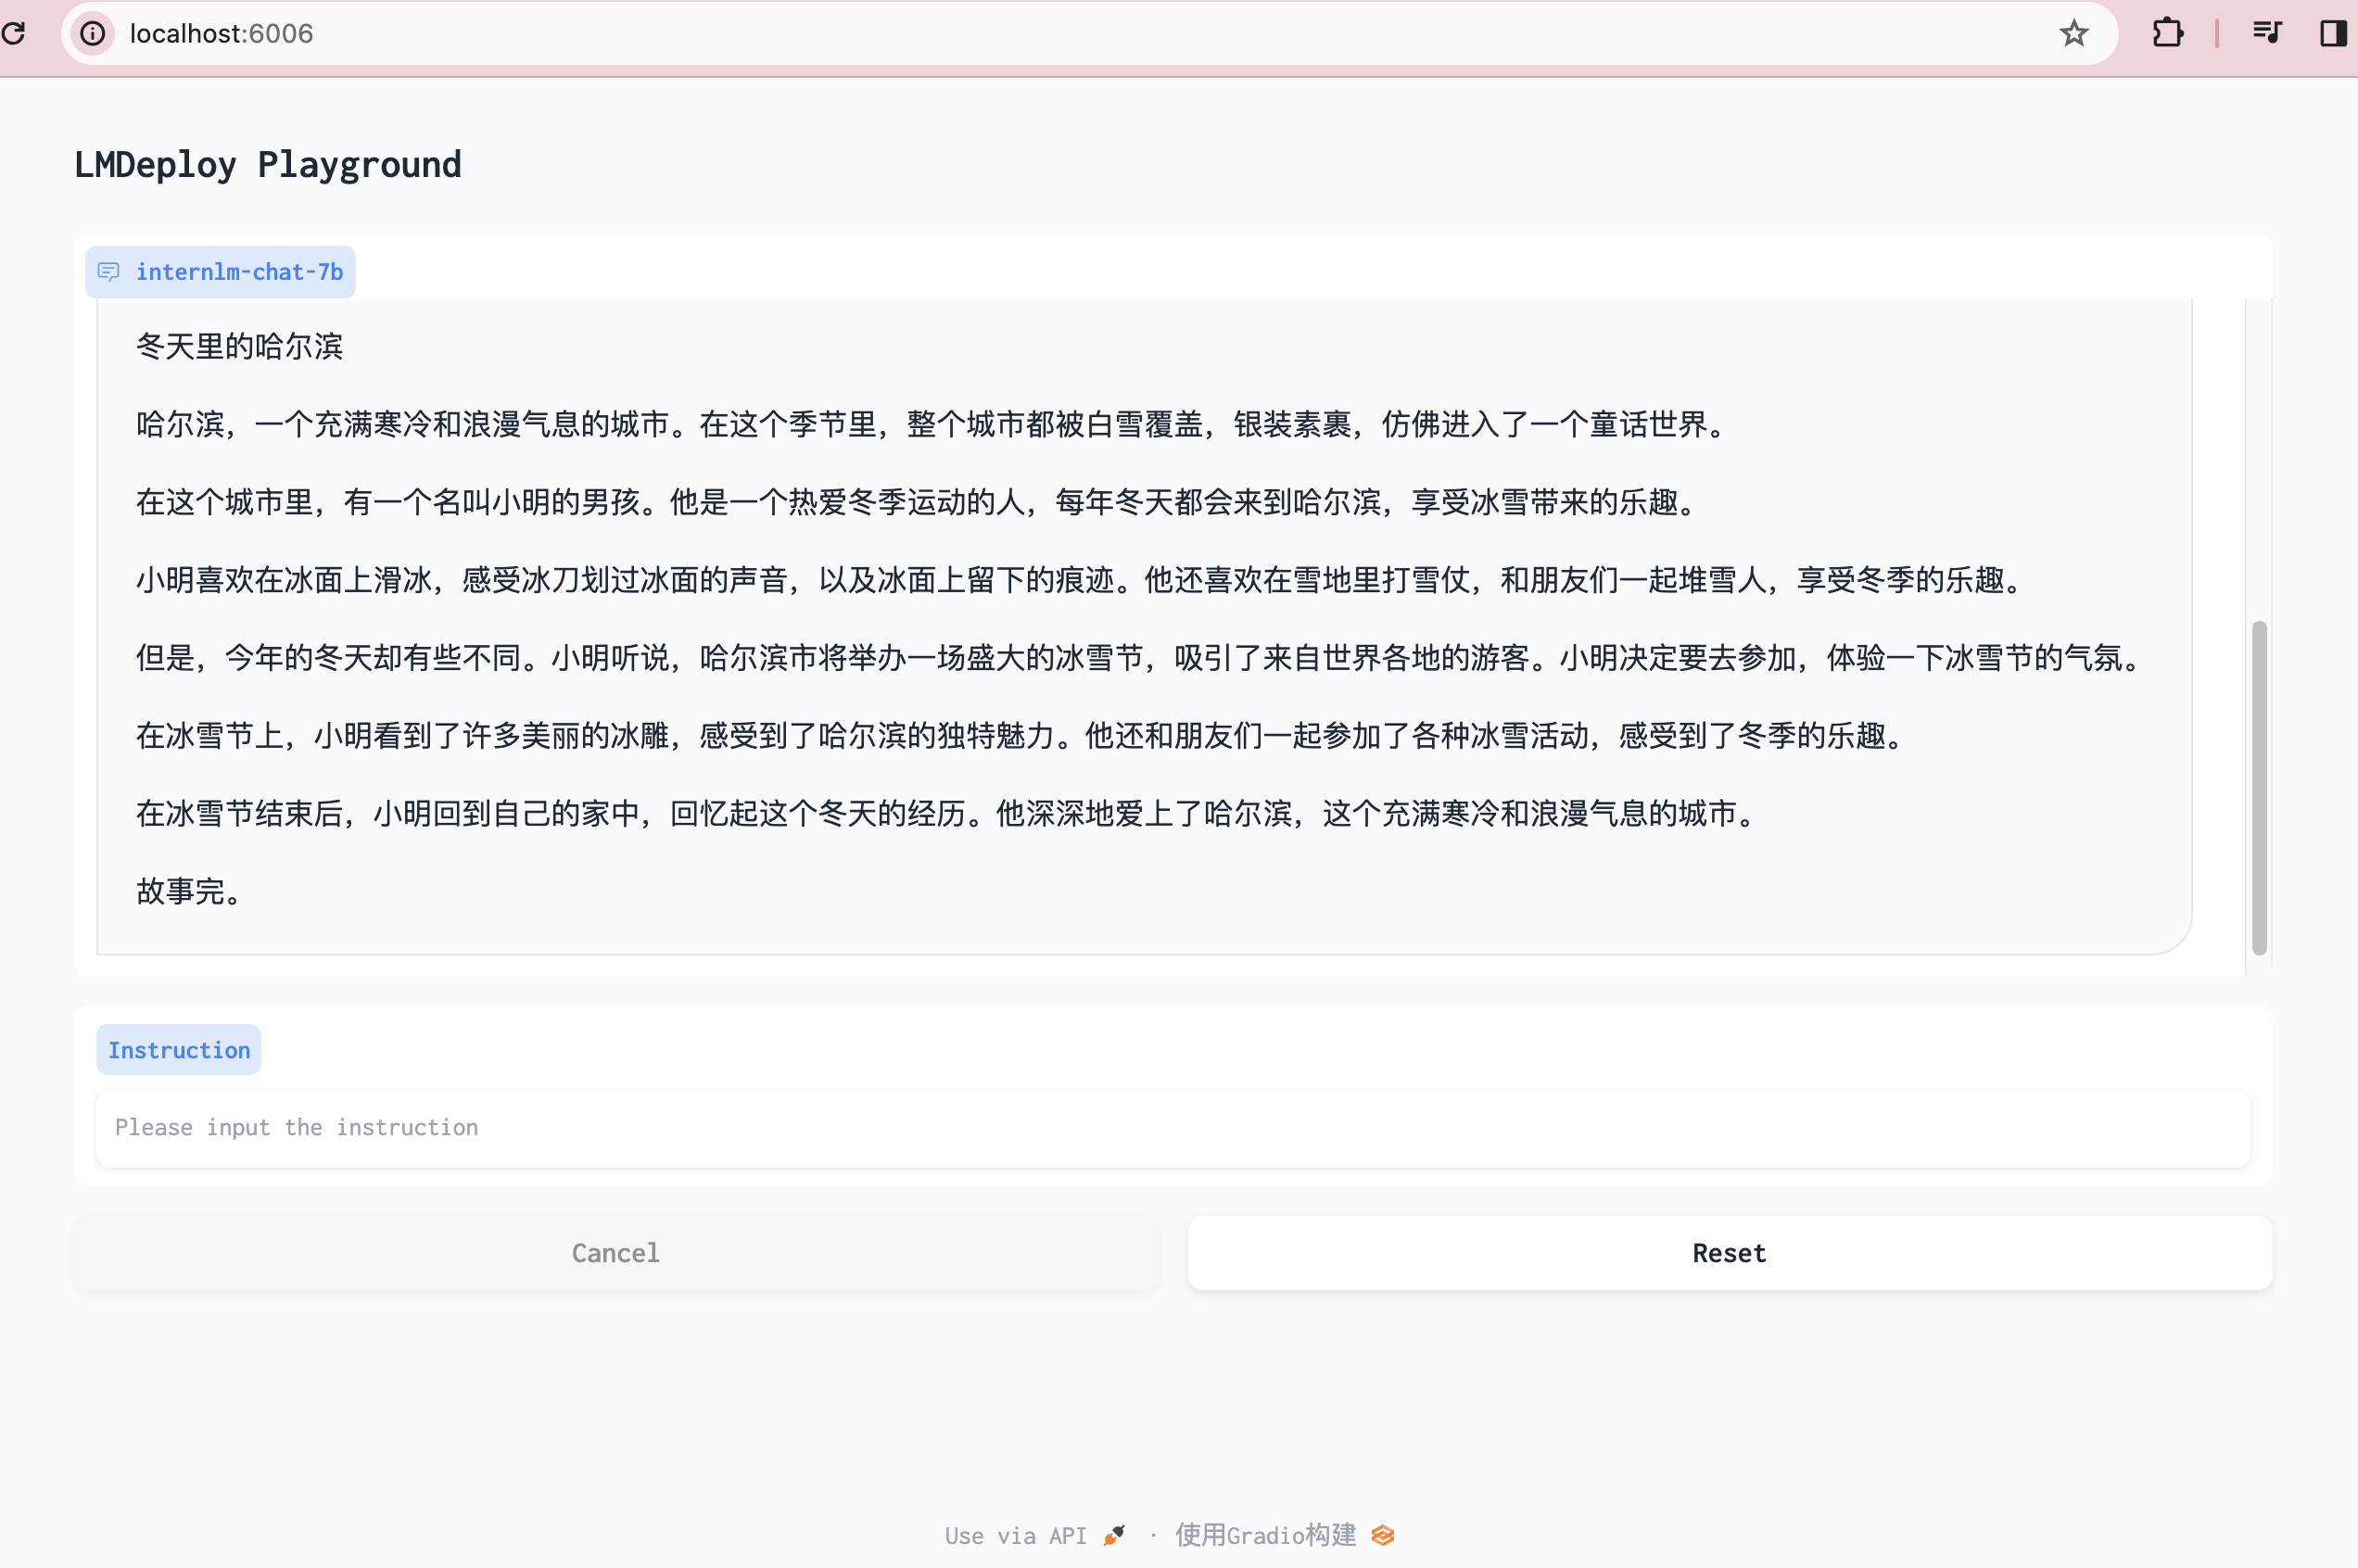 localhost:6006
LMDeploy Playground
internlm-chat-7b
冬天里的哈尔滨
哈尔滨，一个充满寒冷和浪漫气息的城市。在这个季节里，整个城市都被白雪覆盖，银装素裹，仿佛进入了一个童话世界。
在这个城市里，有一个名叫小明的男孩。他是一个热爱冬季运动的人，每年冬天都会来到哈尔滨，享受冰雪带来的乐趣。
小明喜欢在冰面上滑冰，感受冰刀划过冰面的声音，以及冰面上留下的痕迹。他还喜欢在雪地里打雪仗，和朋友们一起堆雪人，享受冬季的乐趣。
但是，今年的冬天却有些不同。小明听说，哈尔滨市将举办一场盛大的冰雪节，吸引了来自世界各地的游客。小明决定要去参加，体验一下冰雪节的气氛。
在冰雪节上，小明看到了许多美丽的冰雕，感受到了哈尔滨的独特魅力。他还和朋友们一起参加了各种冰雪活动，感受到了冬季的乐趣。
在冰雪节结束后，小明回到自己的家中，回忆起这个冬天的经历。他深深地爱上了哈尔滨，这个充满寒冷和浪漫气息的城市。
故事完。
Instruction
Please input the instruction
Cancel
Reset
Use via API · 使用Gradio构建